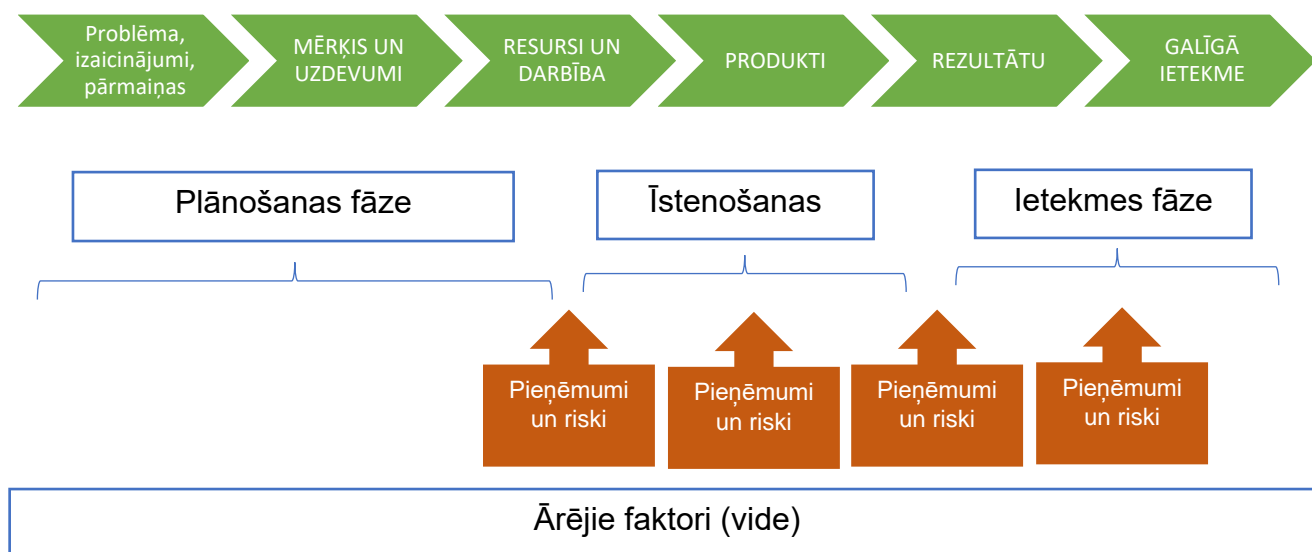 Problēma,
izaicinājumi,
pārmaiņas
MĒRĶIS UN
UZDEVUMI
RESURSI UN
DARBĪBA
PRODUKTI
REZULTĀTU
GALĪGĀ
IETEKME
Plānošanas fāze
Īstenošanas
Ietekmes fāze
Pieņēmumi
un riski
Pieņēmumi
un riski
Pieņēmumi
un riski
Pieņēmumi
un riski
Ārējie faktori (vide)